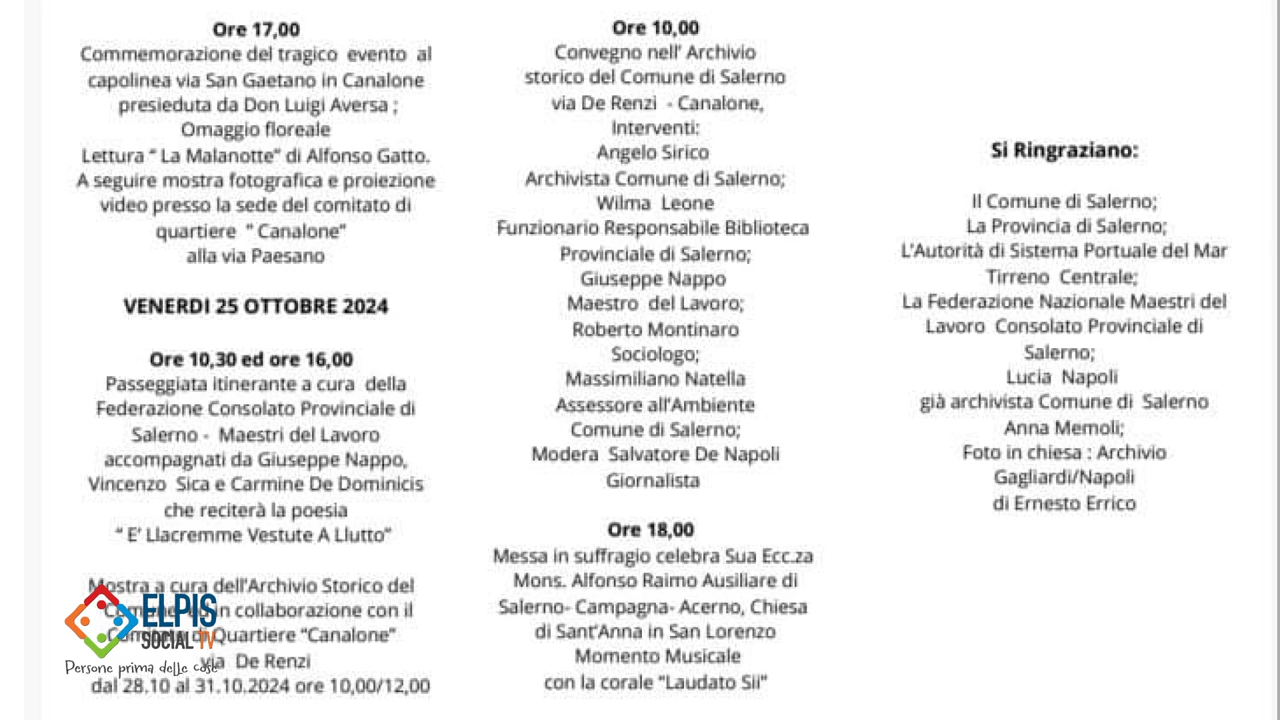 Ore 17,00
Commemorazione del tragico evento al
capolinea via San Gaetano in Canalone
presieduta da Don Luigi Aversa ;
Omaggio floreale
Lettura “ La Malanotte” di Alfonso Gatto.
A seguire mostra fotografica e proiezione
video presso la sede del comitato di
quartiere “ Canalone”
alla via Paesano
VENERDI 25 OTTOBRE 2024
Ore 10,30 ed ore 16,00
Passeggiata itinerante a cura della
Federazione Consolato Provinciale di
Salerno - Maestri del Lavoro
accompagnati da Giuseppe Nappo,
Vincenzo Sica e Carmine De Dominicis
che reciterà la poesia
“ E’ Llacremme Vestute A Llutto”
Mostra a cura dell’Archivio Storico del
in collaborazione con il
di Quartiere “Canalone”
via De Renzi
dal 28.10 al 31.10.2024 ore 10,00/12,00
ELPIS
SOCIAL TV
Persone prima delle cose
Ore 10,00
Convegno nell’ Archivio
storico del Comune di Salerno
via De Renzi - Canalone,
Interventi:
Angelo Sirico
Archivista Comune di Salerno;
Wilma Leone
Funzionario Responsabile Biblioteca
Provinciale di Salerno;
Giuseppe Nappo
Maestro del Lavoro;
Roberto Montinaro
Sociologo;
Massimiliano Natella
Assessore all’Ambiente
Comune di Salerno;
Modera Salvatore De Napoli
Giornalista
Ore 18,00
Messa in suffragio celebra Sua Ecc.za
Mons. Alfonso Raimo Ausiliare di
Salerno- Campagna- Acerno, Chiesa
di Sant’Anna in San Lorenzo
Momento Musicale
con la corale “Laudato Sii”
Si Ringraziano:
Il Comune di Salerno;
La Provincia di Salerno;
L’Autorità di Sistema Portuale del Mar
Tirreno Centrale;
La Federazione Nazionale Maestri del
Lavoro Consolato Provinciale di
Salerno;
Lucia Napoli
già archivista Comune di Salerno
Anna Memoli;
Foto in chiesa : Archivio
Gagliardi/Napoli
di Ernesto Errico